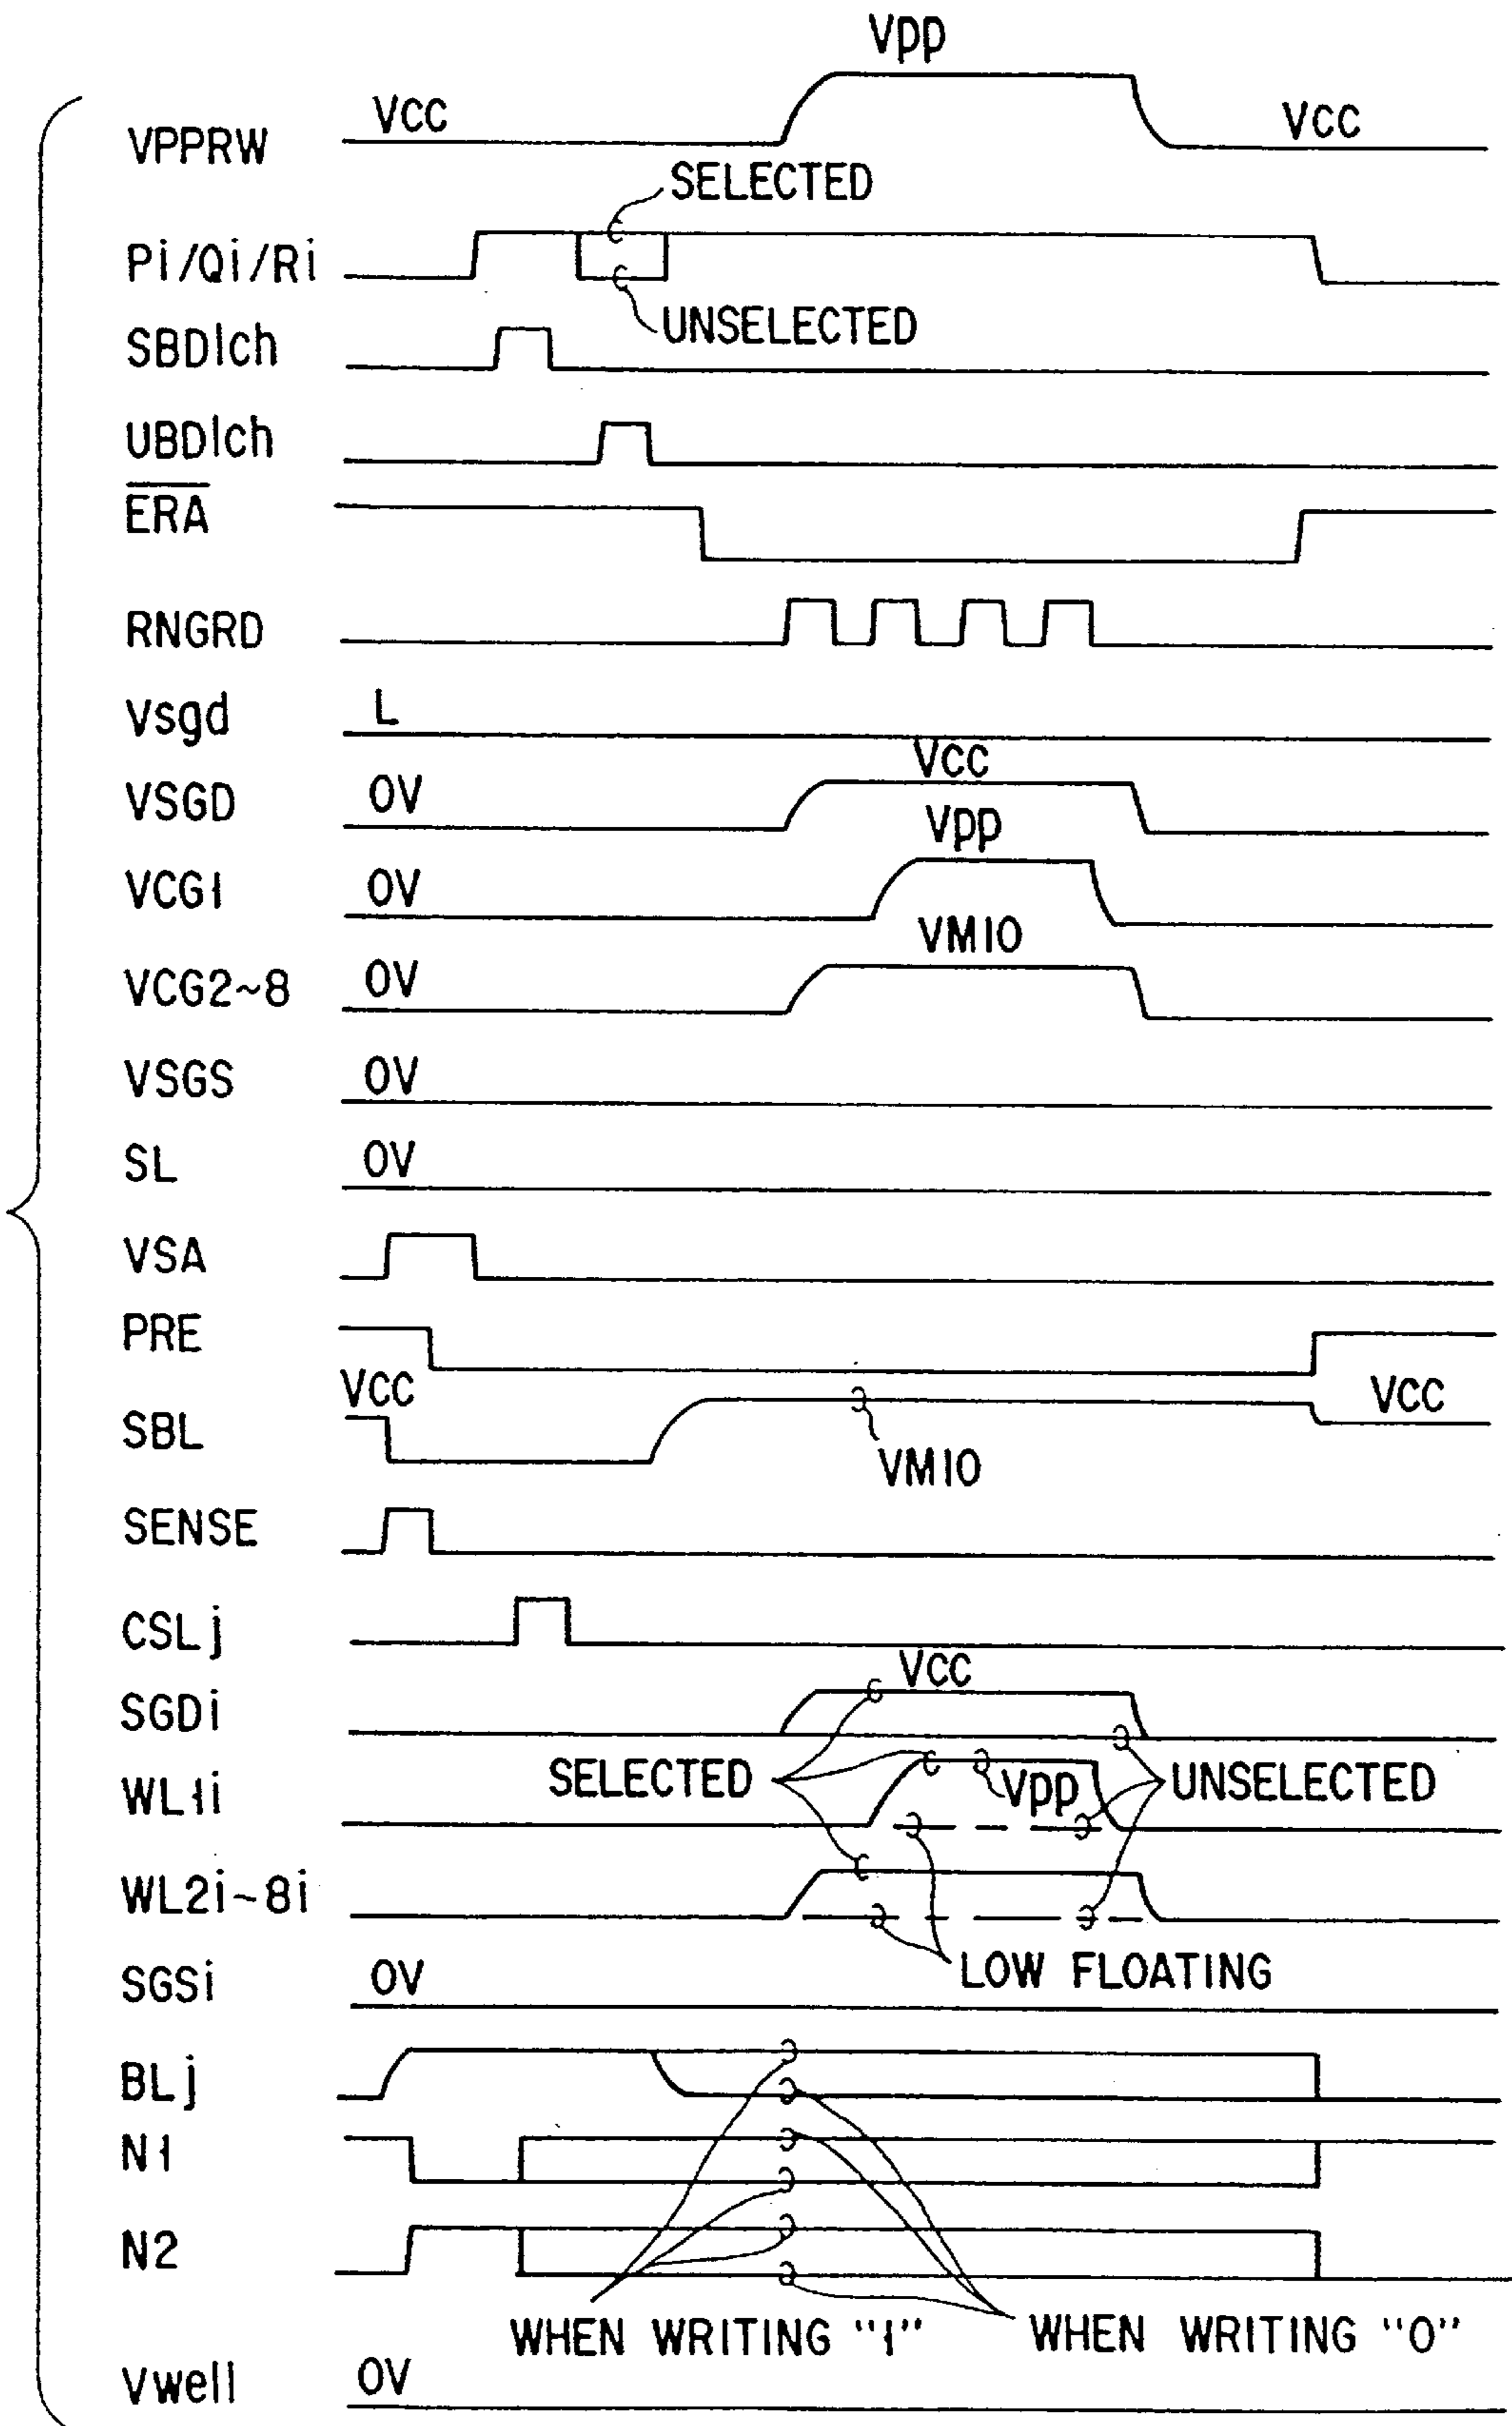 Vpp
VPPRW VCC VCC
SELECTED
Pi/Qi/Ri
UNSELECTED
SBDlch
UBDlch
ERA
RNGRD
Vsgd L
VCC
VSGD 0V
Vpp
VCG1 0V
VM10
VCG2~8 0V
VSGS 0V
SL 0V
VSA
PRE
VCC VCC
SBL
VM10
SENSE
CSLj
VCC
SGDi
SELECTED Vpp UNSELECTED
WL1i
WL2i~8i
LOW FLOATING
SGSi 0V
BLj
N1
N2
WHEN WRITING "1" WHEN WRITING "0"
Vwell 0V